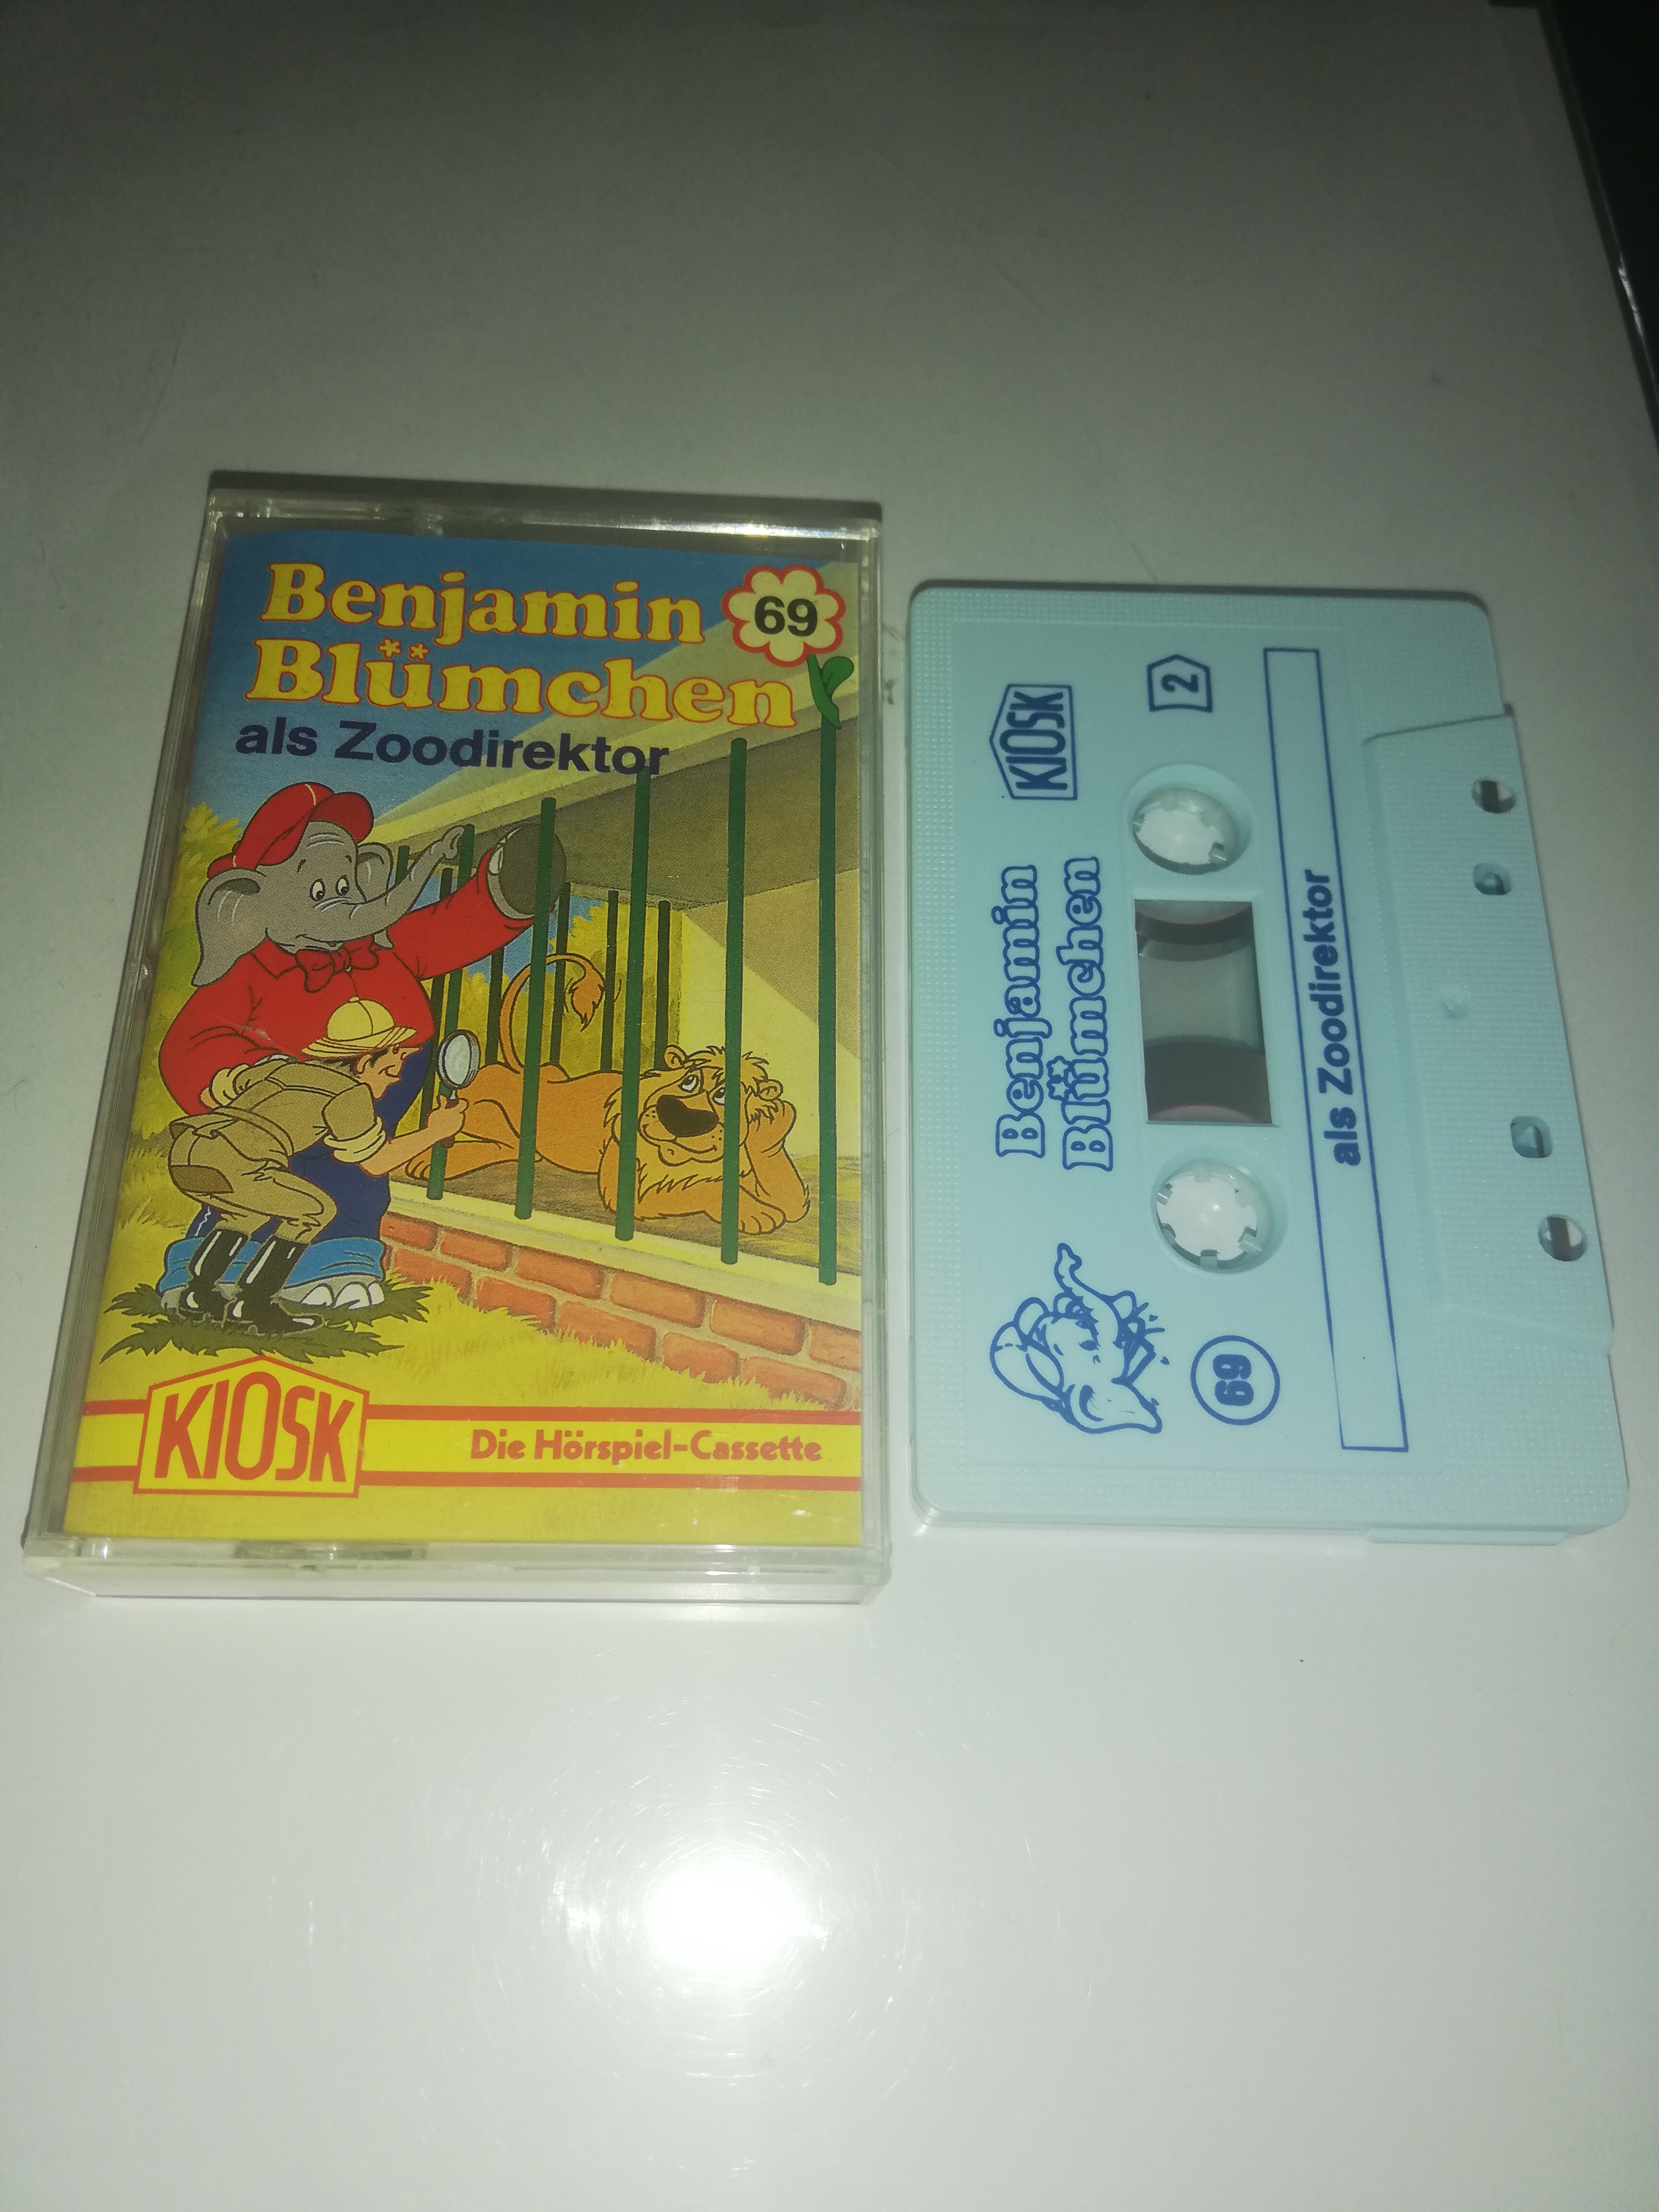 Benjamin
69
Blümchen
als Zoodirektor
KIOSK
Die Hörspiel-Cassette
Benjamin
Blümchen
KIOSK
69
2
als Zoodirektor